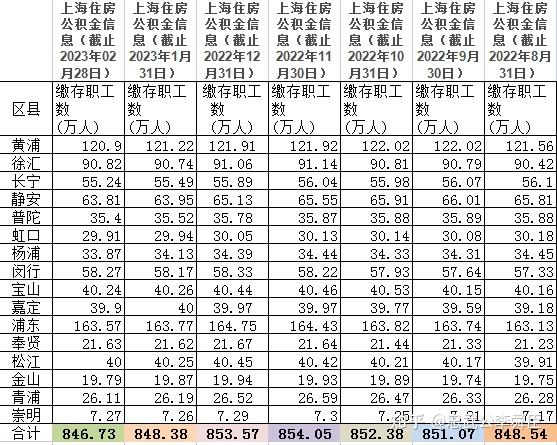 上海住房公积金信息（截止2023年02月28日） 上海住房公积金信息（截止2023年1月31日） 上海住房公积金信息（截止2022年12月31日） 上海住房公积金信息（截止2022年11月30日） 上海住房公积金信息（截止2022年10月31日） 上海住房公积金信息（截止2022年9月30日） 上海住房公积金信息（截止2022年8月31日）
区县 缴存职工数(万人) 缴存职工数(万人) 缴存职工数(万人) 缴存职工数(万人) 缴存职工数(万人) 缴存职工数(万人) 缴存职工数(万人)
黄浦 120.9 121.22 121.91 121.92 122.02 122.02 121.56
徐汇 90.82 90.74 91.06 91.14 90.81 90.79 90.42
长宁 55.24 55.49 55.89 56.04 55.98 56.07 56.1
静安 63.81 63.95 65.13 65.55 65.91 66.01 65.81
普陀 35.4 35.52 35.78 35.87 35.88 35.89 35.88
虹口 29.91 29.94 30.05 30.13 30.14 30.08 30.18
杨浦 33.87 34.13 34.39 34.44 34.33 34.31 34.45
闵行 58.27 58.17 58.33 58.22 57.93 57.64 57.33
宝山 40.24 40.26 40.44 40.46 40.53 40.15 40.16
嘉定 39.9 40 39.97 39.97 39.77 39.59 39.18
浦东 163.57 163.77 164.75 164.43 163.82 163.74 163.13
奉贤 21.63 21.62 21.67 21.64 21.44 21.33 21.23
松江 40 40.25 40.45 40.42 40.21 40.17 39.91
金山 19.79 19.87 19.94 19.93 19.89 19.74 19.75
青浦 26.11 26.19 26.52 26.59 26.47 26.33 26.28
崇明 7.27 7.26 7.29 7.3 7.25 7.21 7.17
合计 846.73 848.38 853.57 854.05 852.38 851.07 848.54